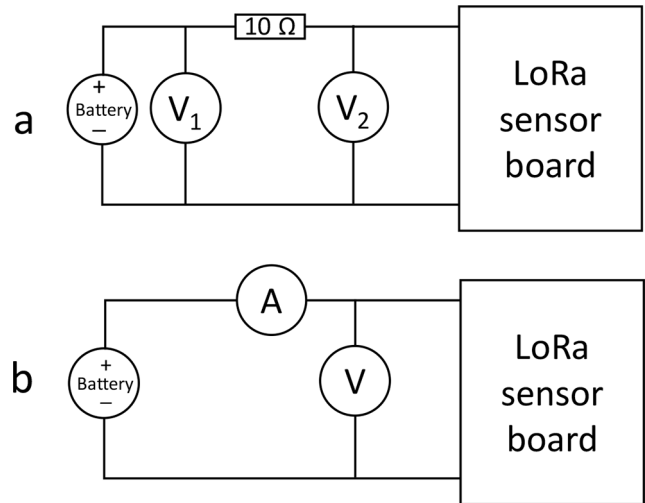 a
+
Battery
–
V1
10 Ω
V2
LoRa
sensor
board
b
+
Battery
–
A
V
LoRa
sensor
board